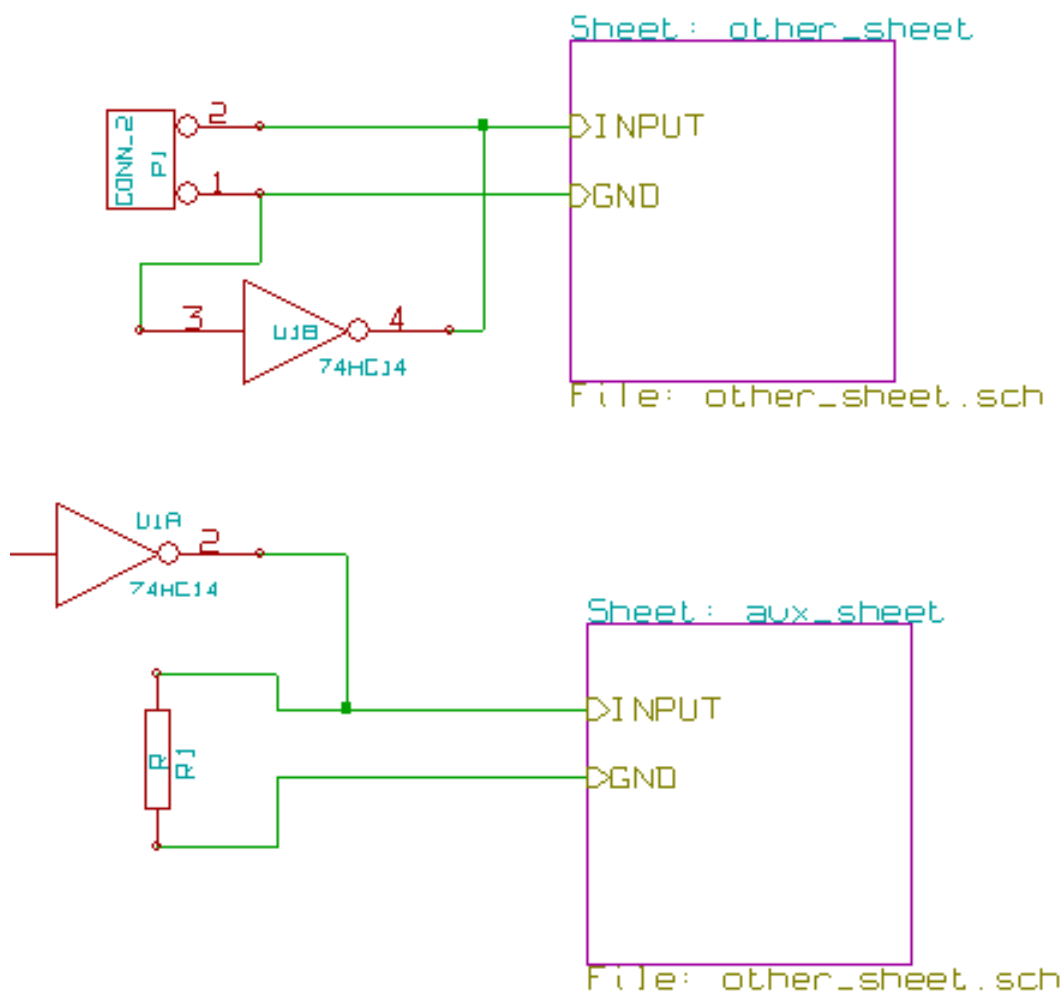 Sheet: other_sheet
2
INPUT
CONN_2
P1
1
GND
3
U1B
4
74HC14
File: other_sheet.sch
U1A
2
74HC14
Sheet: aux_sheet
INPUT
R
R1
GND
File: other_sheet.sch